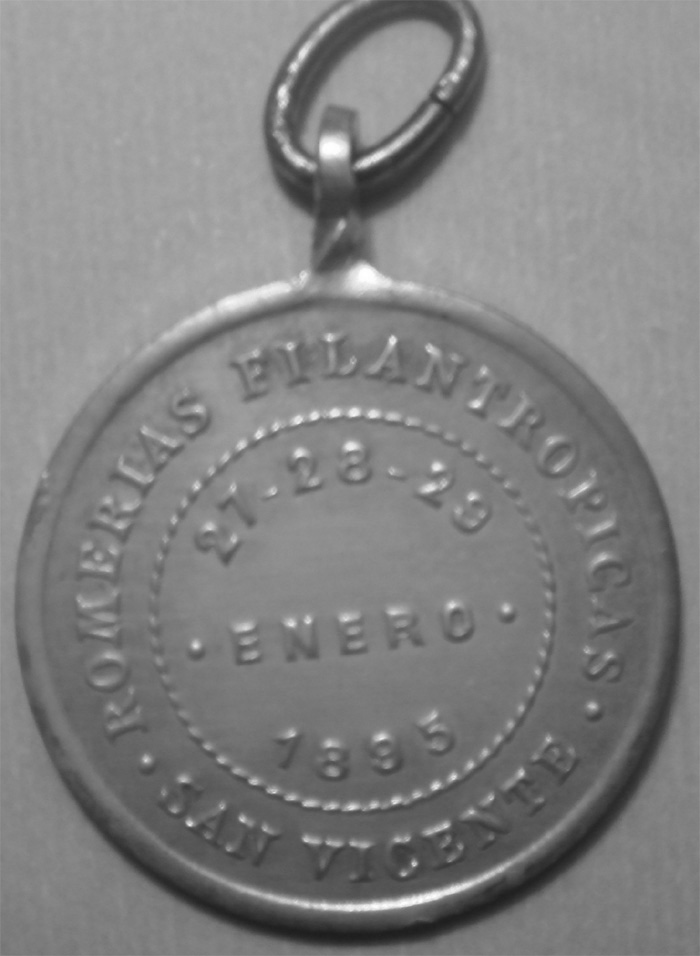 ROMERIAS FILANTROPICAS
27-28-29
· ENERO ·
1895
· SAN VICENTE ·